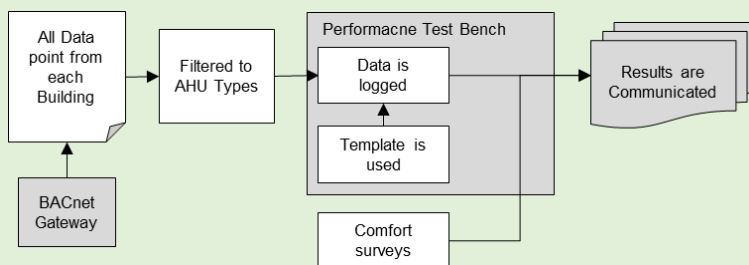 All Data
point from
each
Building
Filtered to
AHU Types
Performacne Test Bench
Data is
logged
Template is
used
Results are
Communicated
BACnet
Gateway
Comfort
surveys